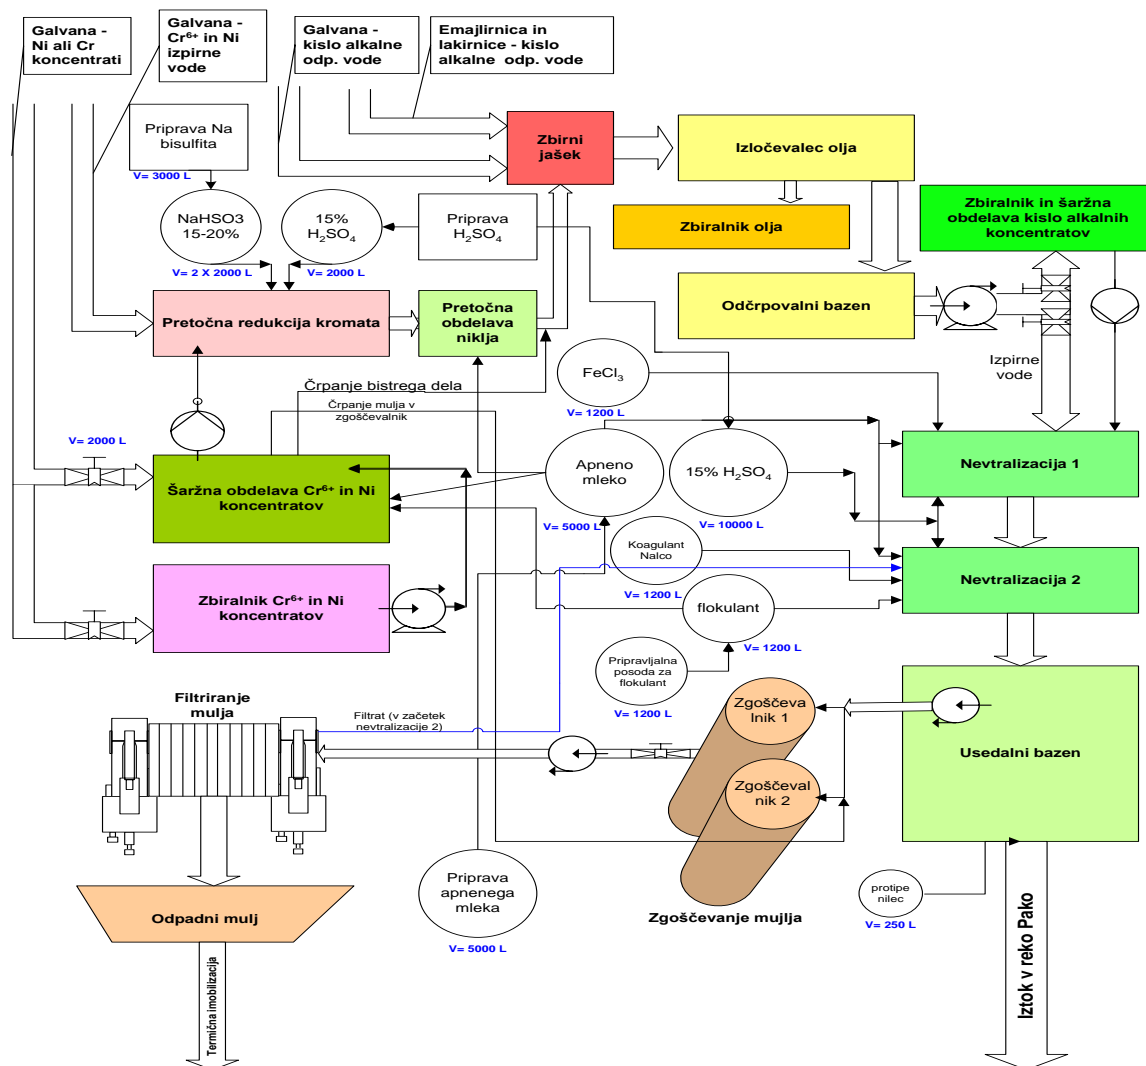 Galvana -
Ni ali Cr
koncentrati
Galvana -
Cr⁶⁺ in Ni
izpirne
vode
Galvana -
kislo alkalne
odp. vode
Emajlirnica in
lakirnice - kislo
alkalne odp. vode
Priprava Na
bisulfita
V= 3000 L
Zbirni
jašek
Izločevalec olja
Zbiralnik olja
Zbiralnik in šaržna
obdelava kislo alkalnih
koncentratov
NaHSO3
15-20%
V= 2 X 2000 L
15%
H₂SO₄
V= 2000 L
Priprava
H₂SO₄
Odčrpovalni bazen
Pretočna redukcija kromata
Pretočna
obdelava
niklja
Izpirne
vode
FeCl₃
V= 1200 L
Črpanje bistrega dela
Črpanje mulja v
zgoščevalnik
V= 2000 L
Šaržna obdelava Cr⁶⁺ in Ni
koncentratov
Apneno
mleko
V= 5000 L
15% H₂SO₄
V= 10000 L
Nevtralizacija 1
Koagulant
Nalco
V= 1200 L
Nevtralizacija 2
Zbiralnik Cr⁶⁺ in Ni
koncentratov
flokulant
V= 1200 L
Pripravljalna
posoda za
flokulant
V= 1200 L
Filtriranje
mulja
Filtrat (v začetek
nevtralizacije 2)
Zgoščeva
lnik 1
Zgoščeval
nik 2
Usedalni bazen
Priprava
apnenega
mleka
V= 5000 L
Zgoščevanje mujlja
protipe
nilec
V= 250 L
Odpadni mulj
Termična imobilizacija
Iztok v reko Pako